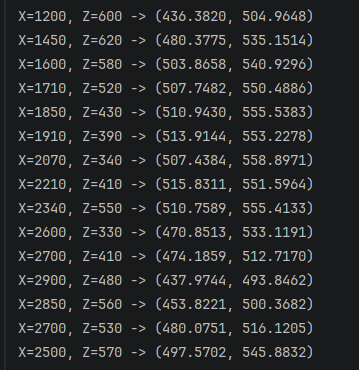 X=1200, Z=600 -> (436.3820, 504.9648)
X=1450, Z=620 -> (480.3775, 535.1514)
X=1600, Z=580 -> (503.8658, 540.9296)
X=1710, Z=520 -> (507.7482, 550.4886)
X=1850, Z=430 -> (510.9430, 555.5383)
X=1910, Z=390 -> (513.9144, 553.2278)
X=2070, Z=340 -> (507.4384, 558.8971)
X=2210, Z=410 -> (515.8311, 551.5964)
X=2340, Z=550 -> (510.7589, 555.4133)
X=2600, Z=330 -> (470.8513, 533.1191)
X=2700, Z=410 -> (474.1859, 512.7170)
X=2900, Z=480 -> (437.9744, 493.8462)
X=2850, Z=560 -> (453.8221, 500.3682)
X=2700, Z=530 -> (480.0751, 516.1205)
X=2500, Z=570 -> (497.5702, 545.8832)